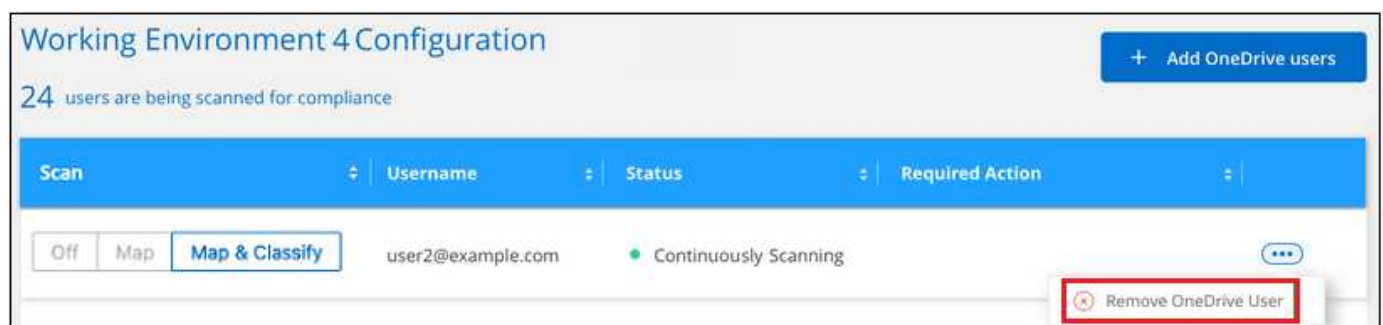 Working Environment 4 Configuration
+ Add OneDrive users
24 users are being scanned for compliance
Scan Username Status Required Action
Off Map Map & Classify user2@example.com Continuously Scanning
Remove OneDrive User